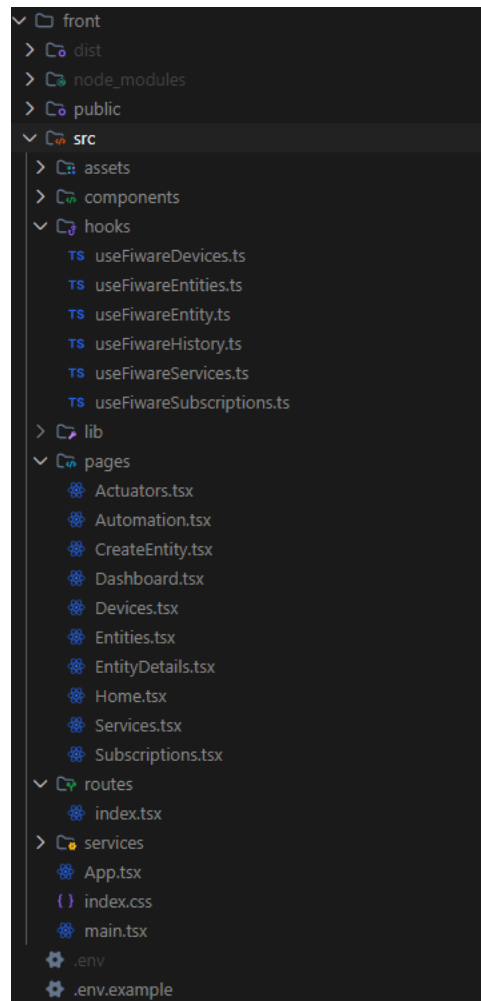 front
dist
node_modules
public
src
assets
components
hooks
TS useFiwareDevices.ts
TS useFiwareEntities.ts
TS useFiwareEntity.ts
TS useFiwareHistory.ts
TS useFiwareServices.ts
TS useFiwareSubscriptions.ts
lib
pages
Actuators.tsx
Automation.tsx
CreateEntity.tsx
Dashboard.tsx
Devices.tsx
Entities.tsx
EntityDetails.tsx
Home.tsx
Services.tsx
Subscriptions.tsx
routes
index.tsx
services
App.tsx
{ } index.css
main.tsx
.env
.env.example